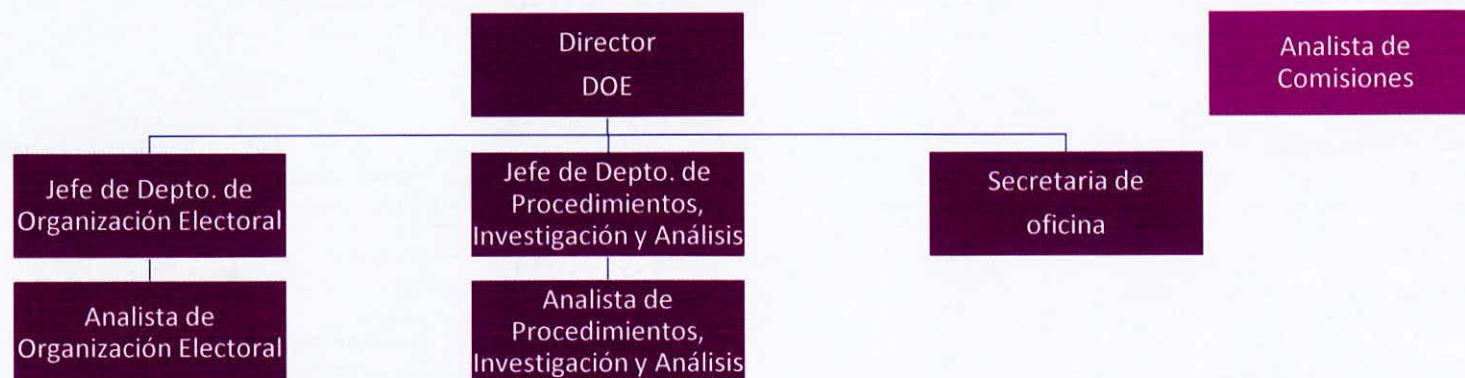 Director
DOE
Analista de
Comisiones
Jefe de Depto. de
Organización Electoral
Jefe de Depto. de
Procedimientos,
Investigación y Análisis
Secretaria de
oficina
Analista de
Organización Electoral
Analista de
Procedimientos,
Investigación y Análisis